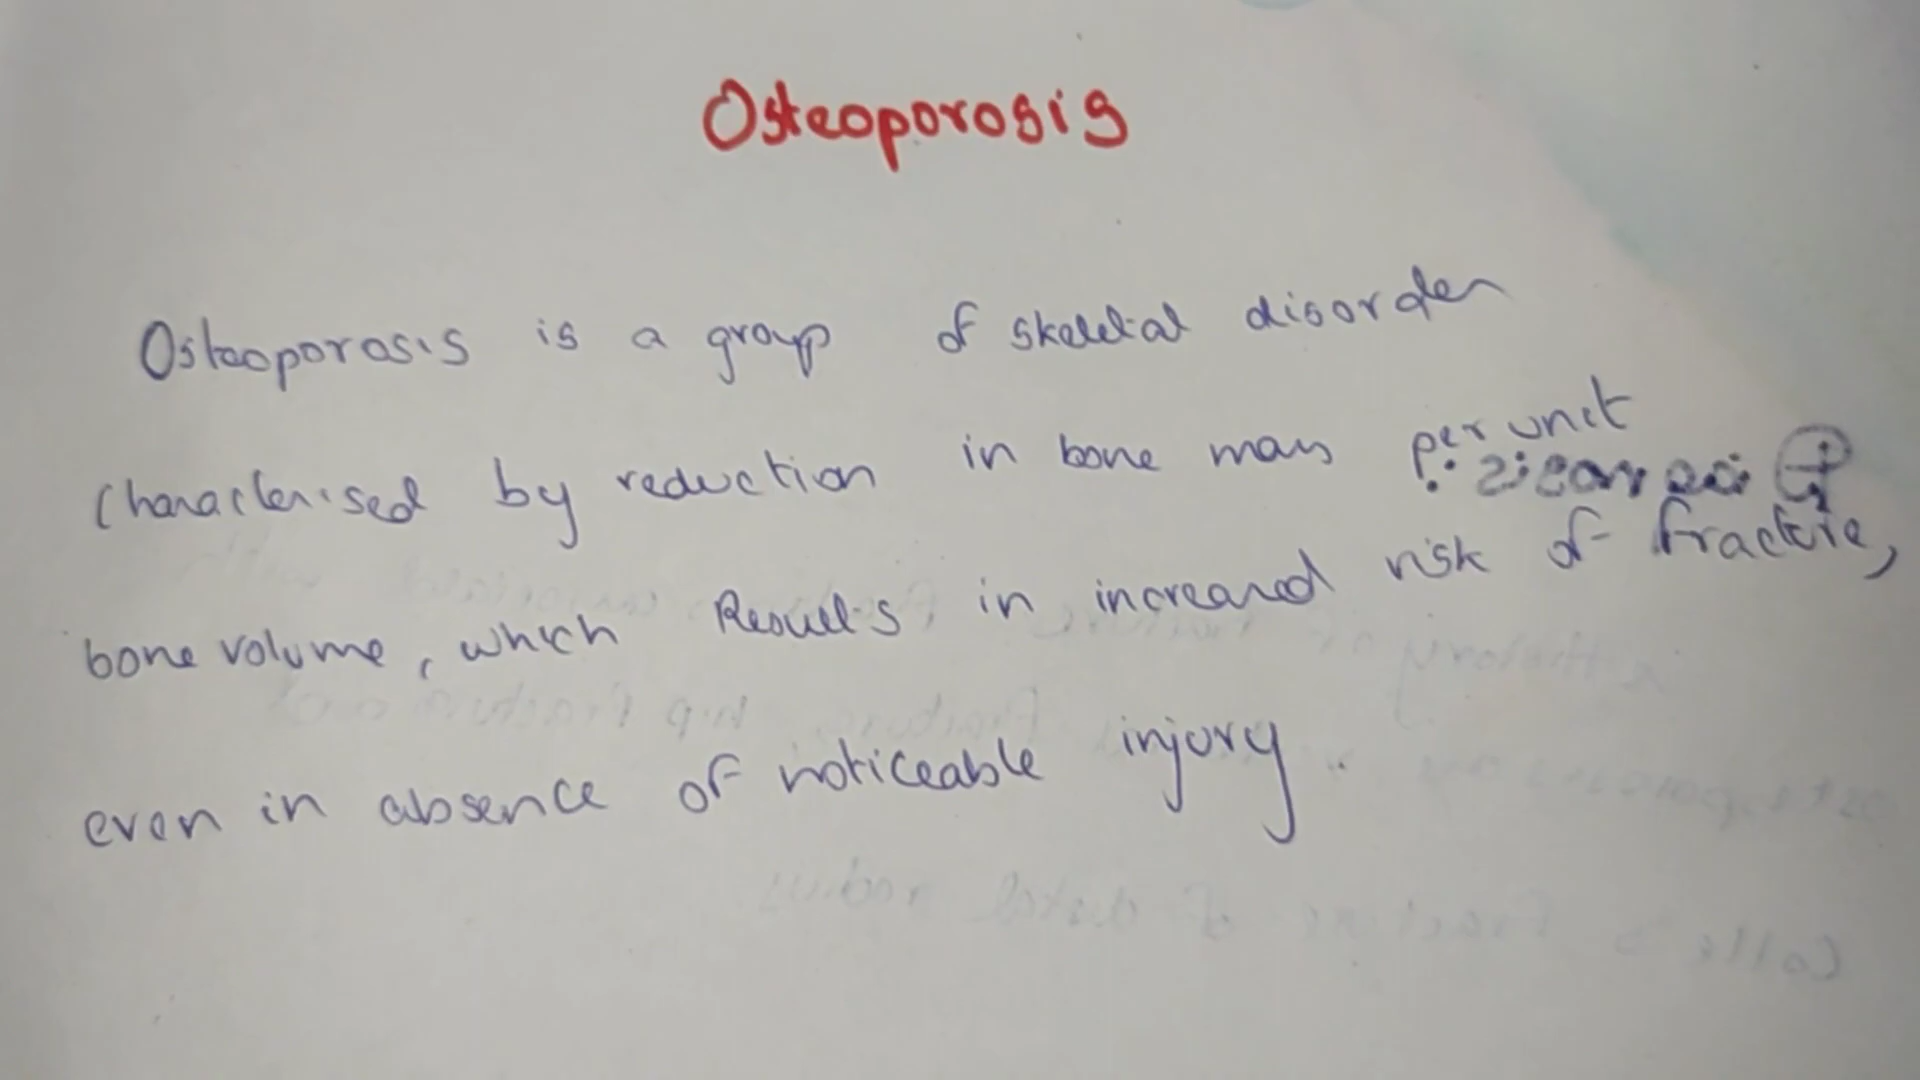 Osteoporosis
Osteoporosis is a group of skeletal disorder
Characterised by reduction in bone mass per unit
bone volume, which Results in increased risk of fracture,
even in absence of noticeable injury.